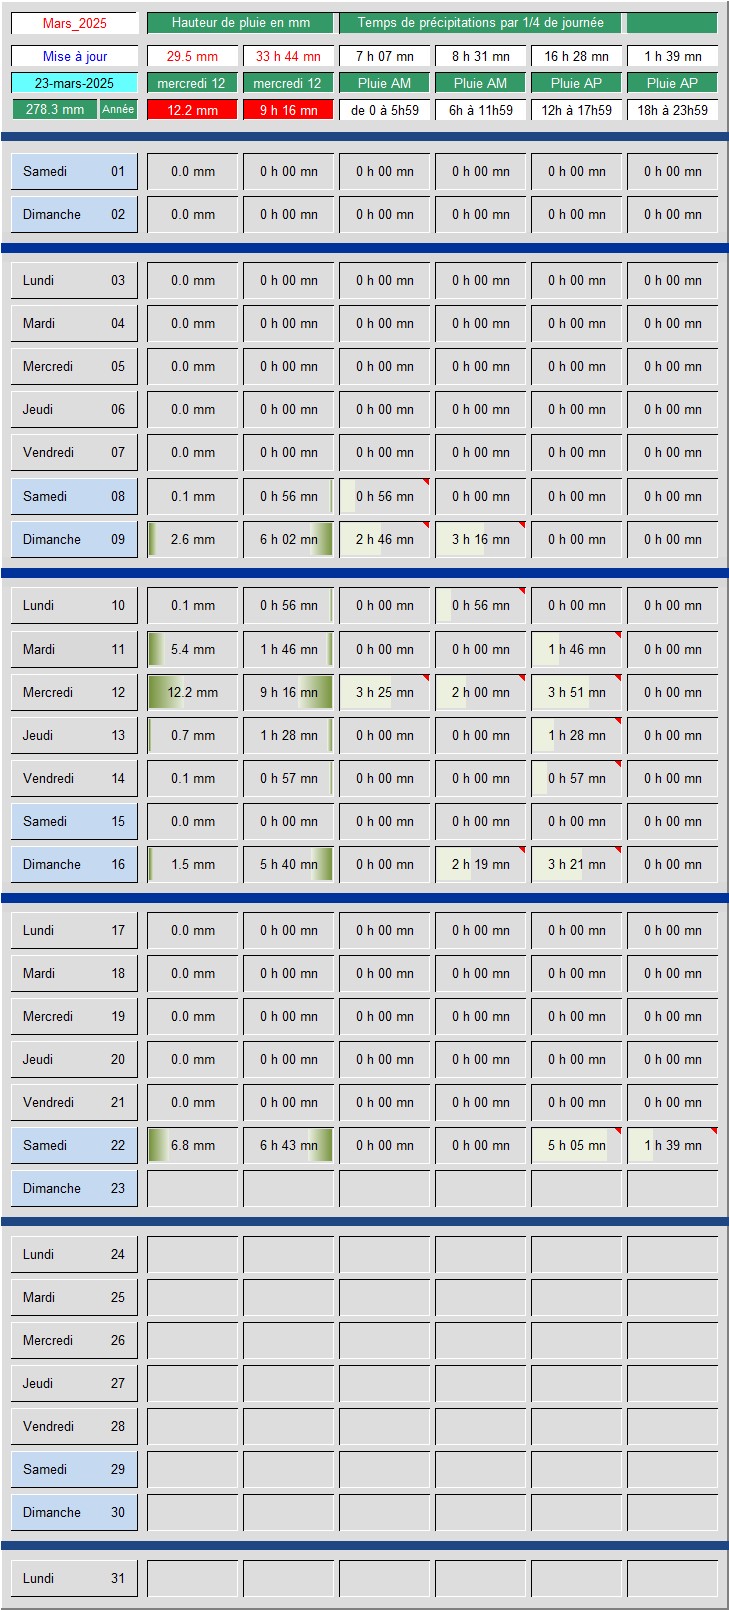 Mars_2025 Hauteur de pluie en mm Temps de précipitations par 1/4 de journée
Mise à jour 29.5 mm 33 h 44 mn 7 h 07 mn 8 h 31 mn 16 h 28 mn 1 h 39 mn
23-mars-2025 mercredi 12 mercredi 12 Pluie AM Pluie AM Pluie AP Pluie AP
278.3 mm Année 12.2 mm 9 h 16 mn de 0 à 5h59 6h à 11h59 12h à 17h59 18h à 23h59
Samedi 01 0.0 mm 0 h 00 mn 0 h 00 mn 0 h 00 mn 0 h 00 mn 0 h 00 mn
Dimanche 02 0.0 mm 0 h 00 mn 0 h 00 mn 0 h 00 mn 0 h 00 mn 0 h 00 mn
Lundi 03 0.0 mm 0 h 00 mn 0 h 00 mn 0 h 00 mn 0 h 00 mn 0 h 00 mn
Mardi 04 0.0 mm 0 h 00 mn 0 h 00 mn 0 h 00 mn 0 h 00 mn 0 h 00 mn
Mercredi 05 0.0 mm 0 h 00 mn 0 h 00 mn 0 h 00 mn 0 h 00 mn 0 h 00 mn
Jeudi 06 0.0 mm 0 h 00 mn 0 h 00 mn 0 h 00 mn 0 h 00 mn 0 h 00 mn
Vendredi 07 0.0 mm 0 h 00 mn 0 h 00 mn 0 h 00 mn 0 h 00 mn 0 h 00 mn
Samedi 08 0.1 mm 0 h 56 mn 0 h 56 mn 0 h 00 mn 0 h 00 mn 0 h 00 mn
Dimanche 09 2.6 mm 6 h 02 mn 2 h 46 mn 3 h 16 mn 0 h 00 mn 0 h 00 mn
Lundi 10 0.1 mm 0 h 56 mn 0 h 00 mn 0 h 56 mn 0 h 00 mn 0 h 00 mn
Mardi 11 5.4 mm 1 h 46 mn 0 h 00 mn 0 h 00 mn 1 h 46 mn 0 h 00 mn
Mercredi 12 12.2 mm 9 h 16 mn 3 h 25 mn 2 h 00 mn 3 h 51 mn 0 h 00 mn
Jeudi 13 0.7 mm 1 h 28 mn 0 h 00 mn 0 h 00 mn 1 h 28 mn 0 h 00 mn
Vendredi 14 0.1 mm 0 h 57 mn 0 h 00 mn 0 h 00 mn 0 h 57 mn 0 h 00 mn
Samedi 15 0.0 mm 0 h 00 mn 0 h 00 mn 0 h 00 mn 0 h 00 mn 0 h 00 mn
Dimanche 16 1.5 mm 5 h 40 mn 0 h 00 mn 2 h 19 mn 3 h 21 mn 0 h 00 mn
Lundi 17 0.0 mm 0 h 00 mn 0 h 00 mn 0 h 00 mn 0 h 00 mn 0 h 00 mn
Mardi 18 0.0 mm 0 h 00 mn 0 h 00 mn 0 h 00 mn 0 h 00 mn 0 h 00 mn
Mercredi 19 0.0 mm 0 h 00 mn 0 h 00 mn 0 h 00 mn 0 h 00 mn 0 h 00 mn
Jeudi 20 0.0 mm 0 h 00 mn 0 h 00 mn 0 h 00 mn 0 h 00 mn 0 h 00 mn
Vendredi 21 0.0 mm 0 h 00 mn 0 h 00 mn 0 h 00 mn 0 h 00 mn 0 h 00 mn
Samedi 22 6.8 mm 6 h 43 mn 0 h 00 mn 0 h 00 mn 5 h 05 mn 1 h 39 mn
Dimanche 23
Lundi 24
Mardi 25
Mercredi 26
Jeudi 27
Vendredi 28
Samedi 29
Dimanche 30
Lundi 31